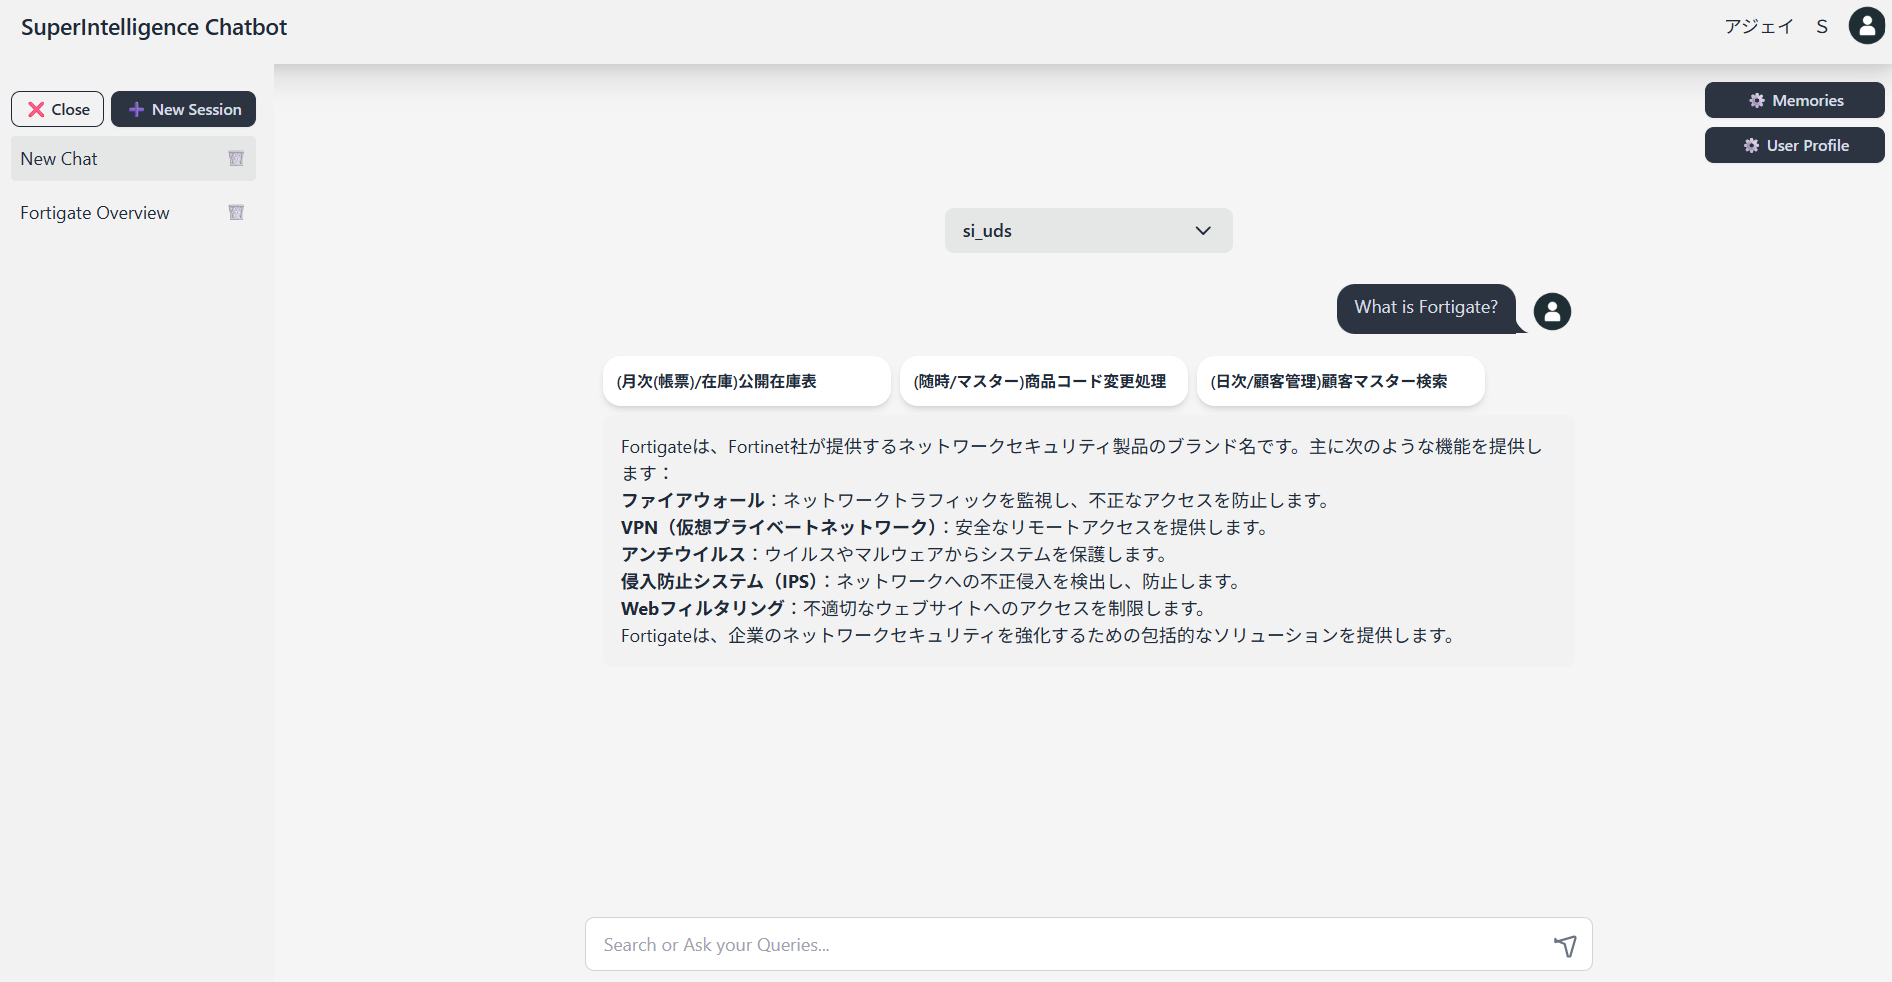 SuperIntelligence Chatbot
アジェイ S
Close
New Session
New Chat
Fortigate Overview
Memories
User Profile
si_uds
What is Fortigate?
(月次(帳票)/在庫)公開在庫表
(随時/マスター)商品コード変更処理
(日次/顧客管理)顧客マスター検索
Fortigateは、Fortinet社が提供するネットワークセキュリティ製品のブランド名です。主に次のような機能を提供し
ます：
ファイアウォール：ネットワークトラフィックを監視し、不正なアクセスを防止します。
VPN（仮想プライベートネットワーク）：安全なリモートアクセスを提供します。
アンチウイルス：ウイルスやマルウェアからシステムを保護します。
侵入防止システム（IPS）：ネットワークへの不正侵入を検出し、防止します。
Webフィルタリング：不適切なウェブサイトへのアクセスを制限します。
Fortigateは、企業のネットワークセキュリティを強化するための包括的なソリューションを提供します。
Search or Ask your Queries...